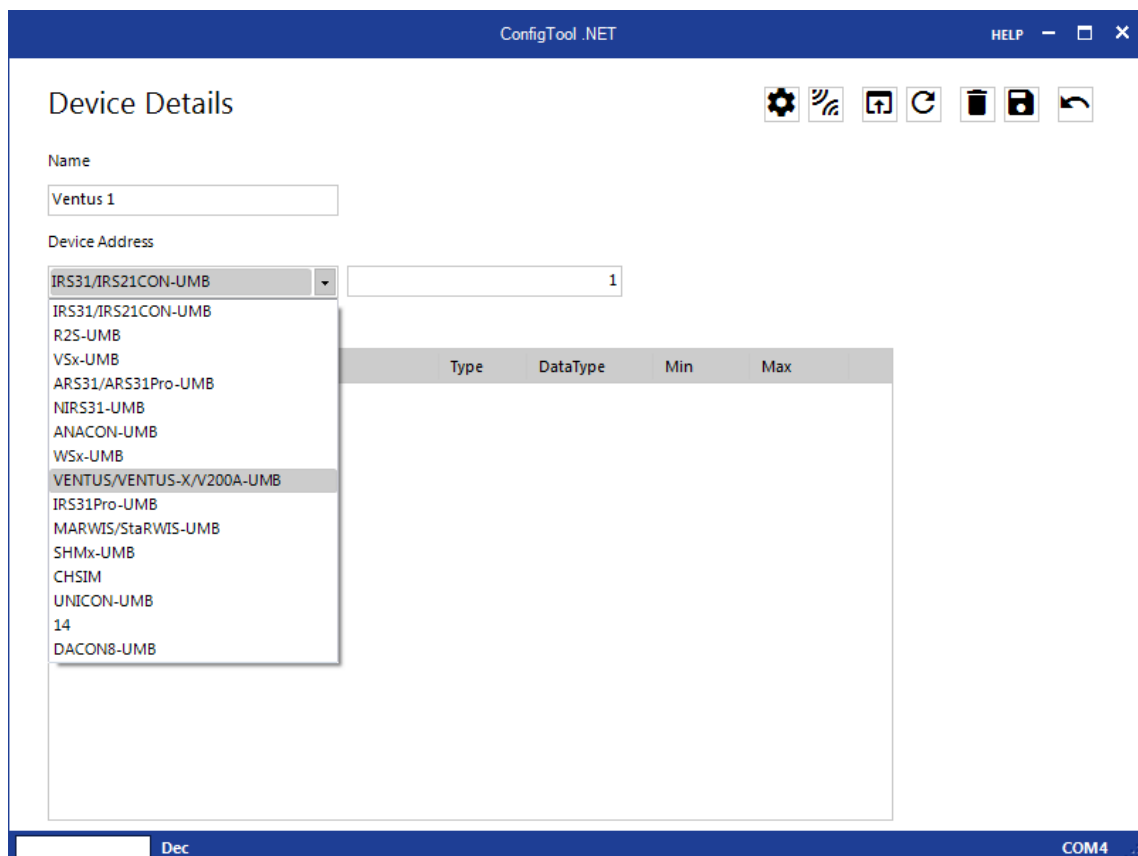 ConfigTool .NET HELP
Device Details
Name
Ventus 1
Device Address
IRS31/IRS21CON-UMB 1
IRS31/IRS21CON-UMB
R2S-UMB
VSx-UMB
Type DataType Min Max
ARS31/ARS31Pro-UMB
NIRS31-UMB
ANACON-UMB
WSx-UMB
VENTUS/VENTUS-X/V200A-UMB
IRS31Pro-UMB
MARWIS/StaRWIS-UMB
SHMx-UMB
CHSIM
UNICON-UMB
14
DACON8-UMB
Dec COM4